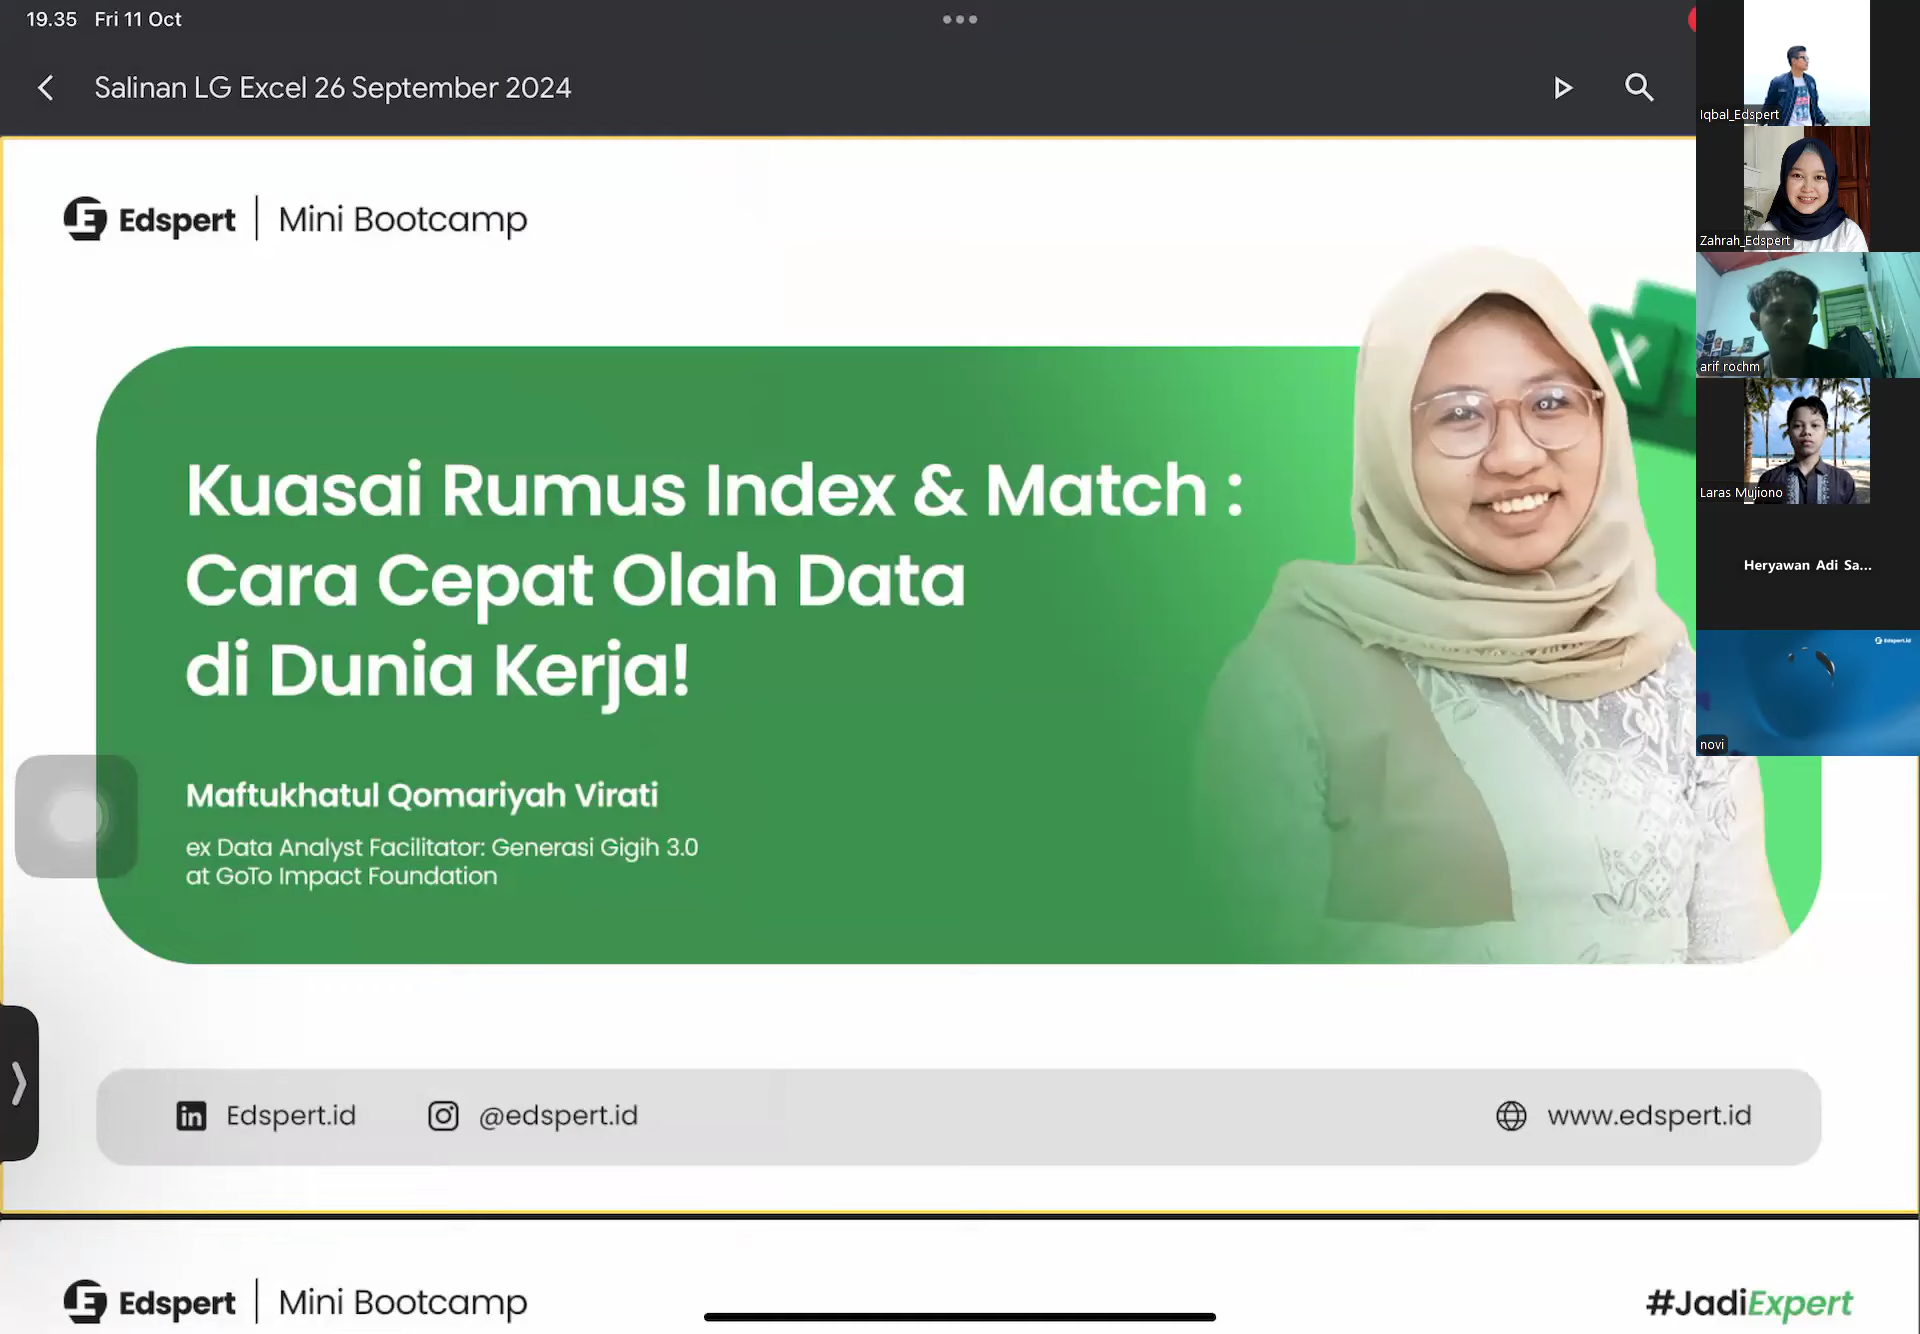 19.35 Fri 11 Oct
Salinan LG Excel 26 September 2024
Edspert | Mini Bootcamp
Kuasai Rumus Index & Match :
Cara Cepat Olah Data
di Dunia Kerja!
Maftukhatul Qomariyah Virati
ex Data Analyst Facilitator: Generasi Gigih 3.0
at GoTo Impact Foundation
in Edspert.id
@edspert.id
www.edspert.id
Edspert | Mini Bootcamp
#JadiExpert
Iqbal_Edspert
Zahrah_Edspert
arif rochm
Laras Mujiono
Heryawan Adi Sa...
Edspert.id
novi
X